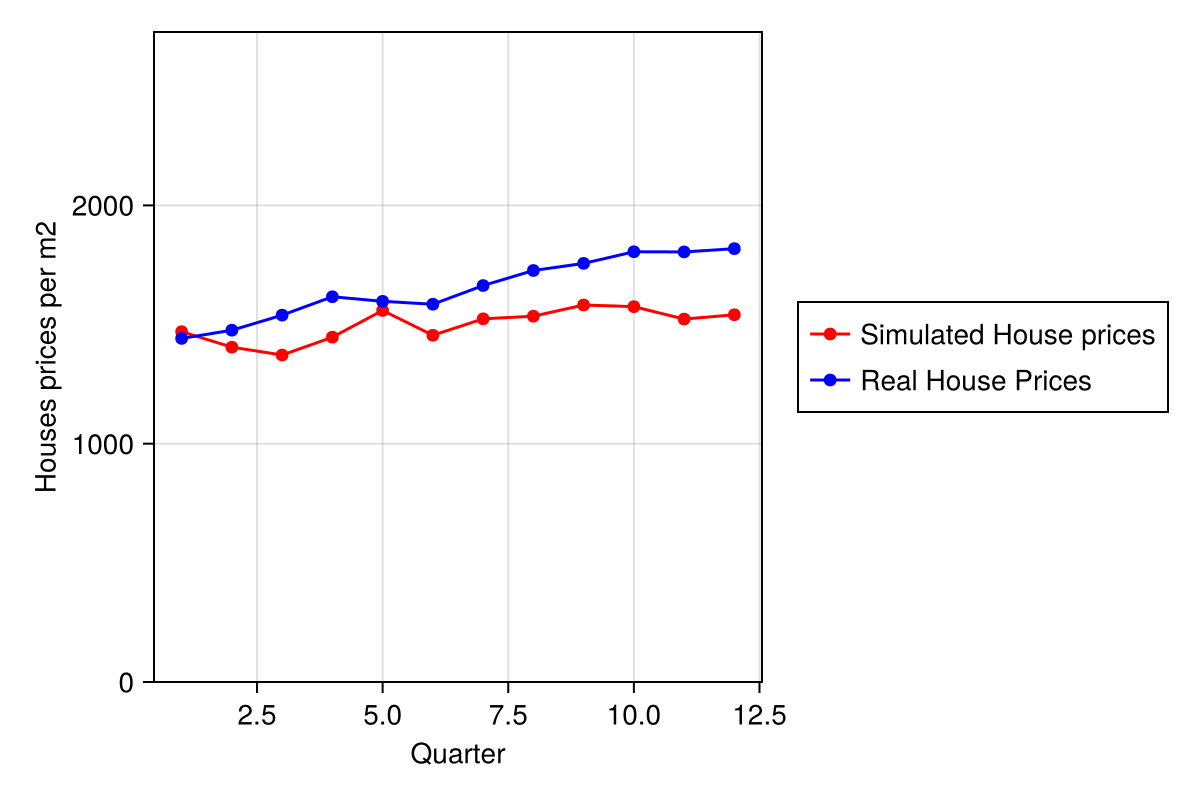 Houses prices per m2
2000
1000
0
2.5 5.0 7.5 10.0 12.5
Quarter
Simulated House prices
Real House Prices